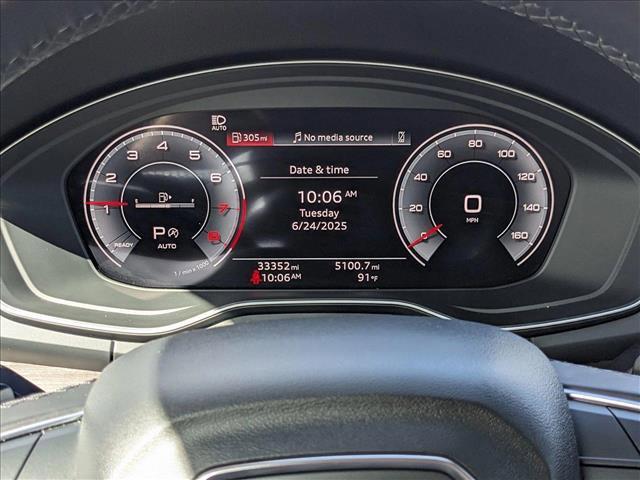 AUTO
305 mi
No media source
Date & time
10:06 AM
Tuesday
6/24/2025
33352 mi
5100.7 mi
10:06 AM
91 °F
1
2
3
4
5
6
READY
P
AUTO
1 / min x 1000
0
20
40
60
80
100
120
140
160
0
MPH
160